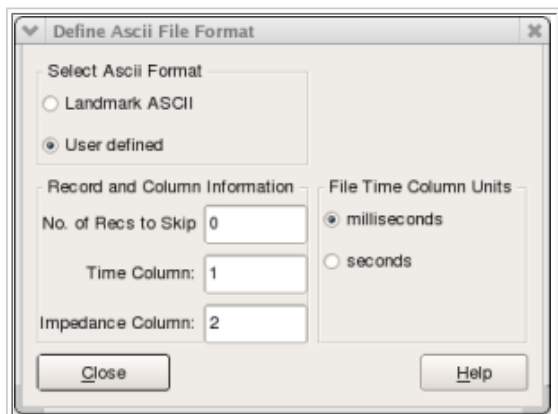 Define Ascii File Format
Select Ascii Format
Landmark ASCII
User defined
Record and Column Information
No. of Recs to Skip 0
Time Column: 1
Impedance Column: 2
File Time Column Units
milliseconds
seconds
Close
Help